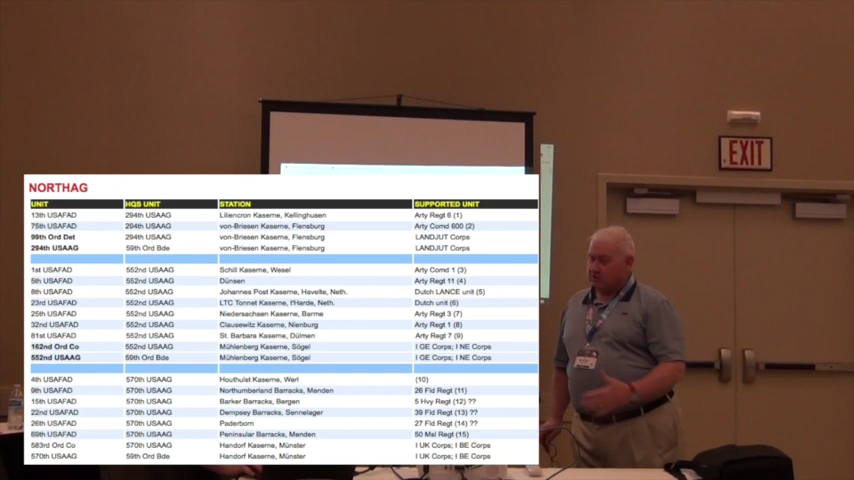 EXIT
NORTHAG
UNIT HQS UNIT STATION SUPPORTED UNIT
13th USAFAD 294th USAAG Liliencron Kaserne, Kellinghusen Arty Regt 6 (1)
75th USAFAD 294th USAAG von-Briesen Kaserne, Flensburg Arty Comd 600 (2)
99th Ord Det 294th USAAG von-Briesen Kaserne, Flensburg LANDJUT Corps
294th USAAG 59th Ord Bde von-Briesen Kaserne, Flensburg LANDJUT Corps
1st USAFAD 552nd USAAG Schill Kaserne, Wesel Arty Comd 1 (3)
5th USAFAD 552nd USAAG Dünsen Arty Regt 11 (4)
8th USAFAD 552nd USAAG Johannes Post Kaserne, Havelte, Neth. Dutch LANCE unit (5)
23rd USAFAD 552nd USAAG LTC Tonnet Kaserne, t'Harde, Neth. Dutch unit (6)
25th USAFAD 552nd USAAG Niedersachsen Kaserne, Barme Arty Regt 3 (7)
32nd USAFAD 552nd USAAG Clausewitz Kaserne, Nienburg Arty Regt 1 (8)
81st USAFAD 552nd USAAG St. Barbara Kaserne, Dülmen Arty Regt 7 (9)
162nd Ord Co 552nd USAAG Mühlenberg Kaserne, Sögel I GE Corps; I NE Corps
552nd USAAG 59th Ord Bde Mühlenberg Kaserne, Sögel I GE Corps; I NE Corps
4th USAFAD 570th USAAG Houthulst Kaserne, Werl (10)
9th USAFAD 570th USAAG Northumberland Barracks, Menden 26 Fld Regt (11)
15th USAFAD 570th USAAG Barker Barracks, Bergen 5 Hvy Regt (12) ??
22nd USAFAD 570th USAAG Dempsey Barracks, Sennelager 39 Fld Regt (13) ??
26th USAFAD 570th USAAG Paderborn 27 Fld Regt (14) ??
69th USAFAD 570th USAAG Peninsular Barracks, Menden 50 Msl Regt (15)
583rd Ord Co 570th USAAG Handorf Kaserne, Münster I UK Corps; I BE Corps
570th USAAG 59th Ord Bde Handorf Kaserne, Münster I UK Corps; I BE Corps